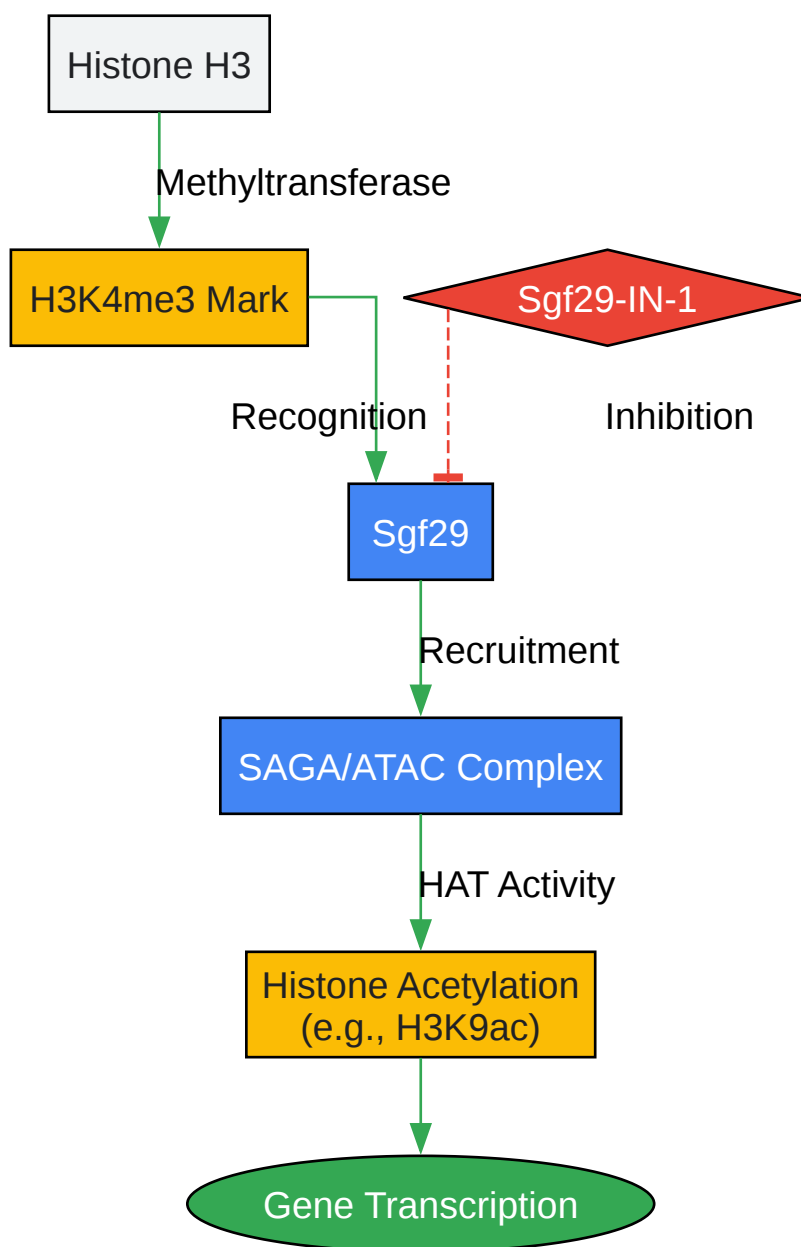 Histone H3
Methyltransferase
H3K4me3 Mark
Sgf29-IN-1
Recognition
Inhibition
Sgf29
Recruitment
SAGA/ATAC Complex
HAT Activity
Histone Acetylation
(e.g., H3K9ac)
Gene Transcription